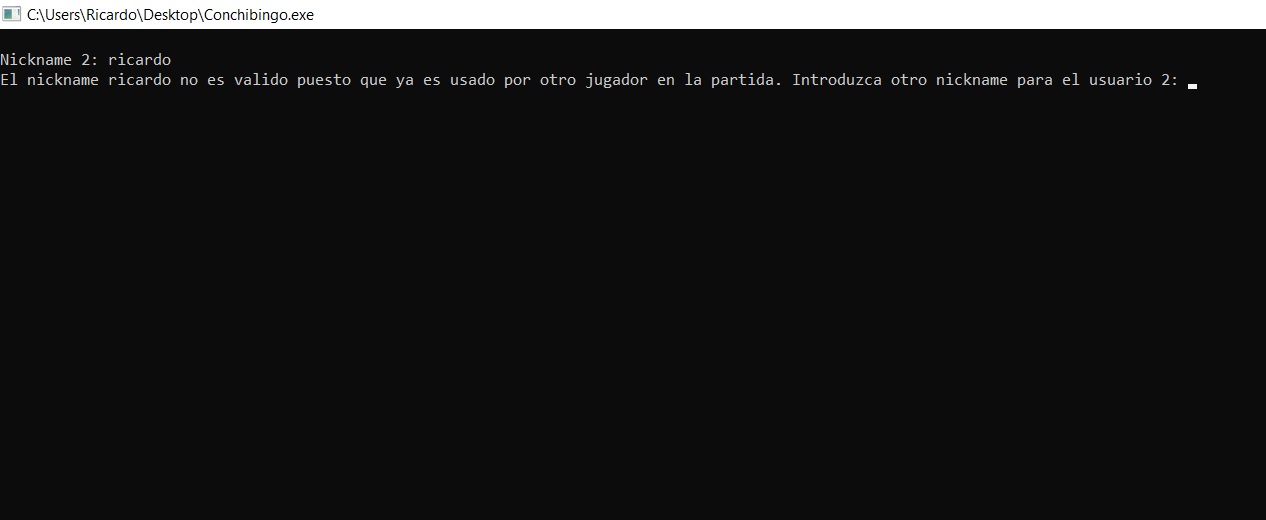 C:\Users\Ricardo\Desktop\Conchibingo.exe
Nickname 2: ricardo
El nickname ricardo no es valido puesto que ya es usado por otro jugador en la partida. Introduzca otro nickname para el usuario 2: